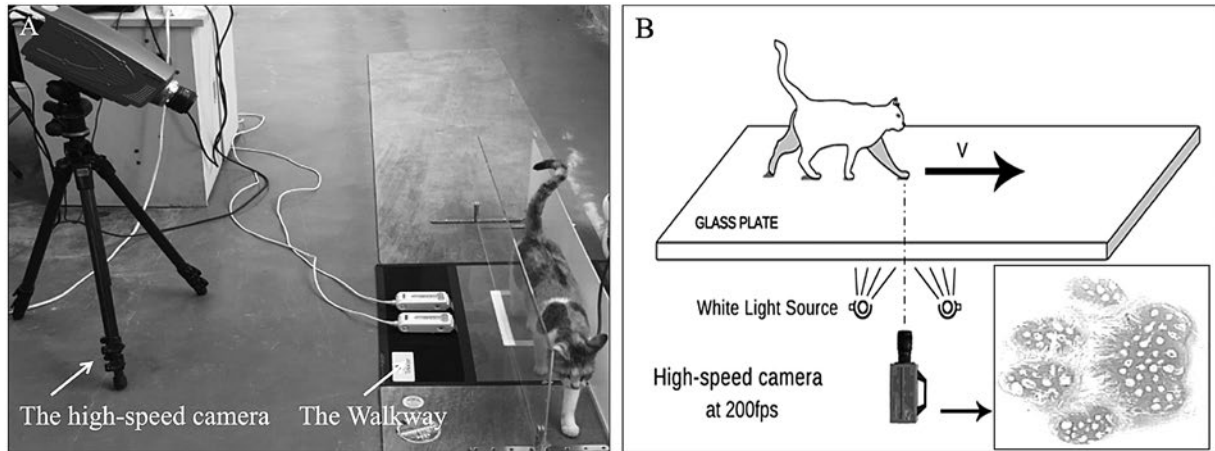 A
The high-speed camera
The Walkway
B
V
GLASS PLATE
White Light Source
High-speed camera
at 200fps